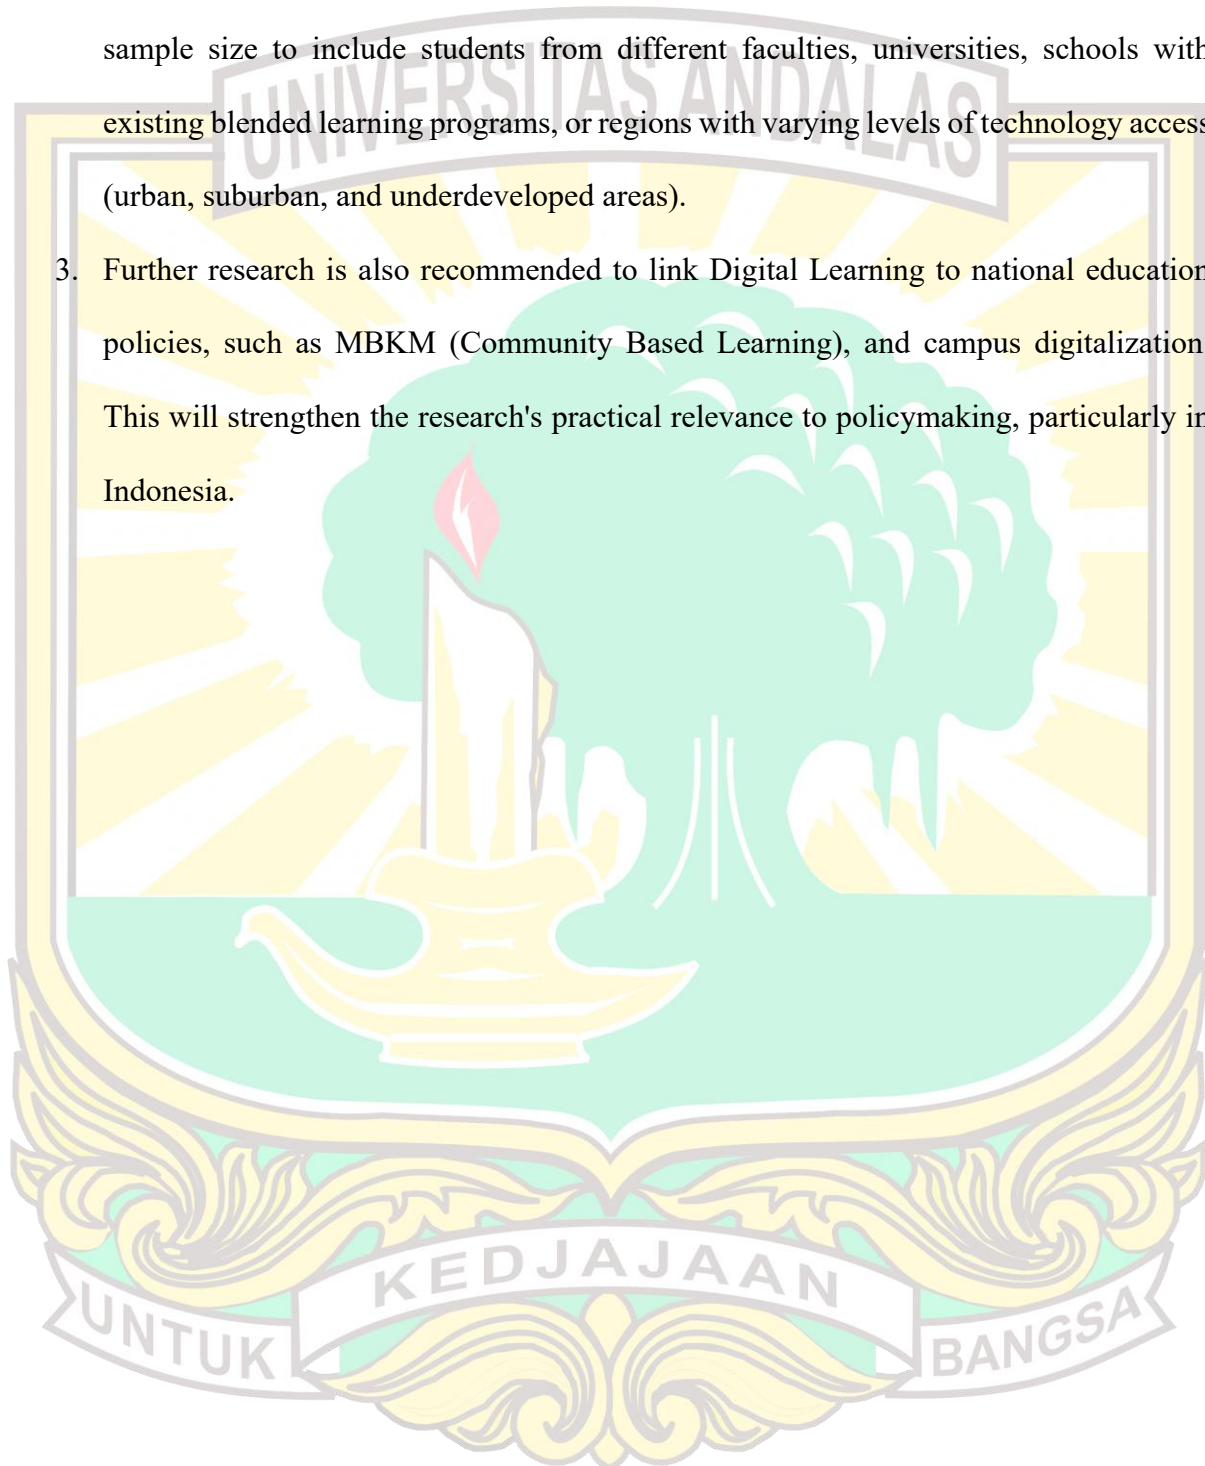 sample size to include students from different faculties, universities, schools with
UNIVERSITAS ANDALAS
existing blended learning programs, or regions with varying levels of technology access
(urban, suburban, and underdeveloped areas).
3. Further research is also recommended to link Digital Learning to national education
policies, such as MBKM (Community Based Learning), and campus digitalization
This will strengthen the research's practical relevance to policymaking, particularly in
Indonesia.
UNTUK KEDJAJAAN BANGSA